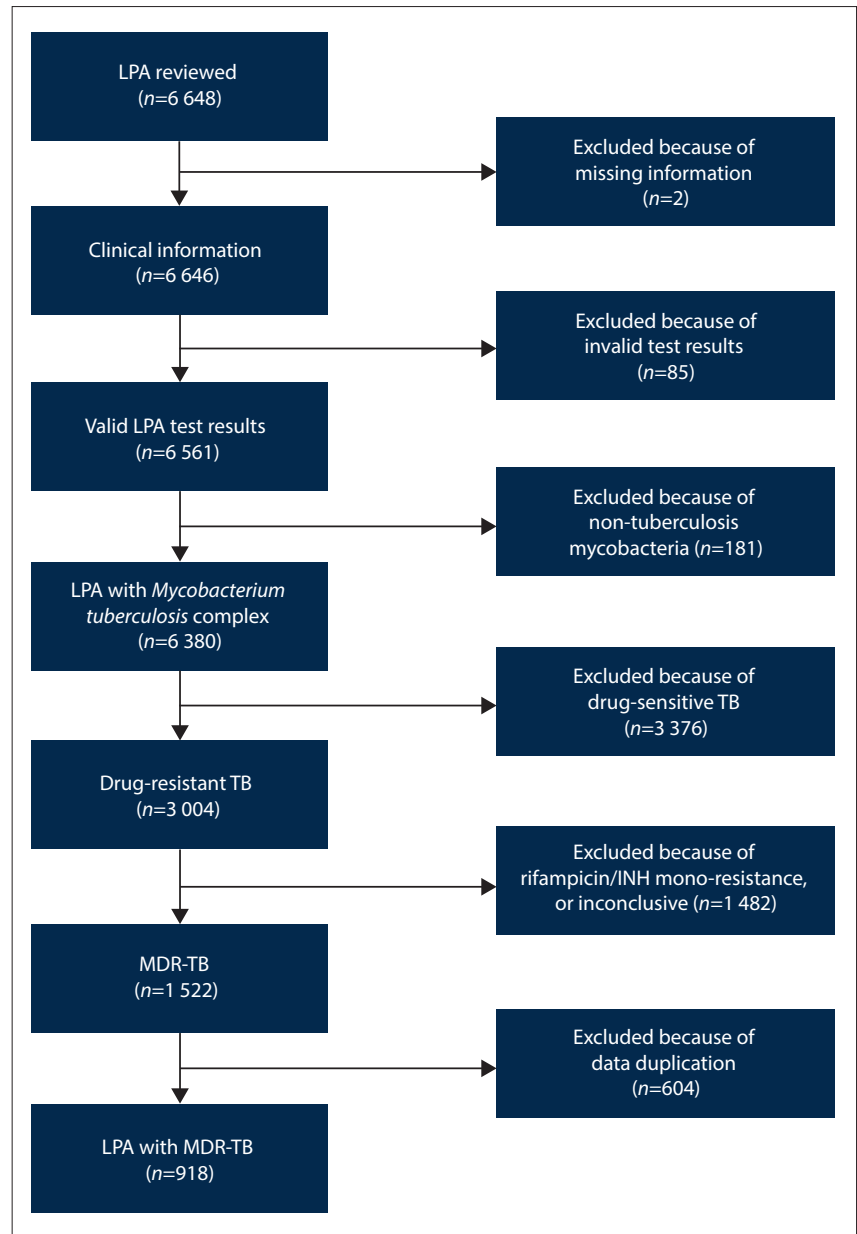 LPA reviewed
(n=6 648)
Excluded because of
missing information
(n=2)
Clinical information
(n=6 646)
Excluded because of
invalid test results
(n=85)
Valid LPA test results
(n=6 561)
Excluded because of
non-tuberculosis
mycobacteria (n=181)
LPA with Mycobacterium
tuberculosis complex
(n=6 380)
Excluded because of
drug-sensitive TB
(n=3 376)
Drug-resistant TB
(n=3 004)
Excluded because of
rifampicin/INH mono-resistance,
or inconclusive (n=1 482)
MDR-TB
(n=1 522)
Excluded because of
data duplication
(n=604)
LPA with MDR-TB
(n=918)